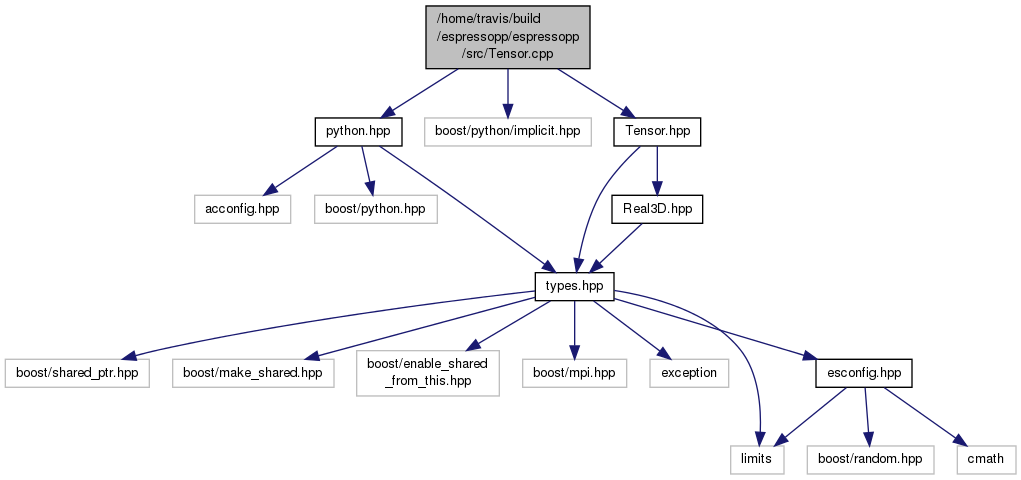 /home/travis/build
/espressopp/espressopp
/src/Tensor.cpp
python.hpp
boost/python/implicit.hpp
Tensor.hpp
acconfig.hpp
boost/python.hpp
Real3D.hpp
types.hpp
boost/shared_ptr.hpp
boost/make_shared.hpp
boost/enable_shared
_from_this.hpp
boost/mpi.hpp
exception
esconfig.hpp
limits
boost/random.hpp
cmath